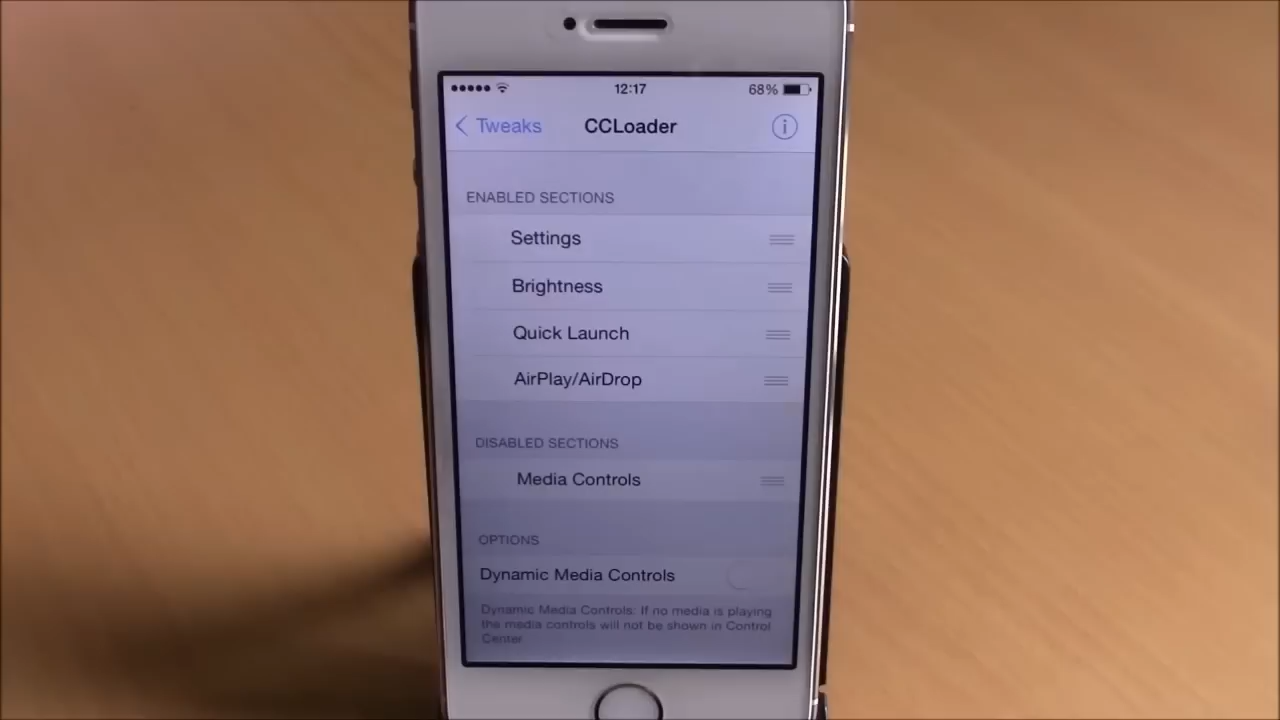 12:17
68%
Tweaks
CCLoader
ENABLED SECTIONS
Settings
Brightness
Quick Launch
AirPlay/AirDrop
DISABLED SECTIONS
Media Controls
OPTIONS
Dynamic Media Controls
Dynamic Media Controls: If no media is playing
the media controls will not be shown in Control
Center